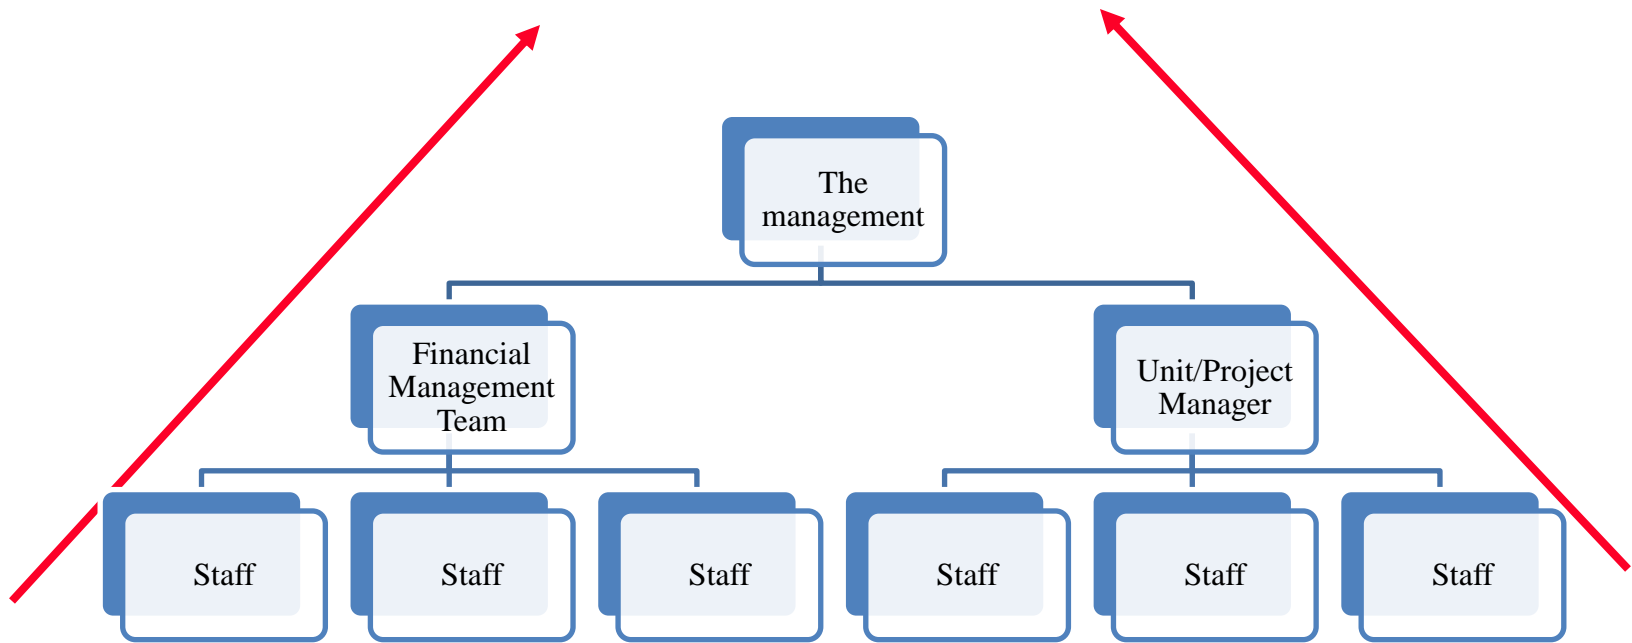 The
management
Financial
Management
Team
Unit/Project
Manager
Staff
Staff
Staff
Staff
Staff
Staff